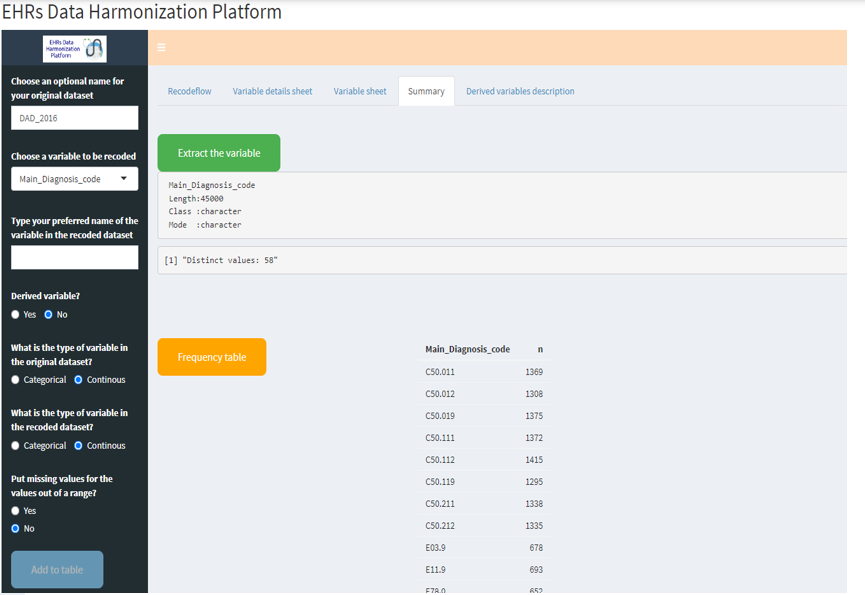 EHRs Data Harmonization Platform
EHRs Data
Harmonization
Platform
Choose an optional name for
your original dataset
DAD_2016
Choose a variable to be recoded
Main_Diagnosis_code
Type your preferred name of the
variable in the recoded dataset
Derived variable?
Yes No
What is the type of variable in
the original dataset?
Categorical Continous
What is the type of variable in
the recoded dataset?
Categorical Continous
Put missing values for the
values out of a range?
Yes
No
Add to table
Recodeflow Variable details sheet Variable sheet Summary Derived variables description
Extract the variable
Main_Diagnosis_code
Length:45000
Class :character
Mode :character
[1] "Distinct values: 58"
Frequency table
Main_Diagnosis_code n
C50.011 1369
C50.012 1308
C50.019 1375
C50.111 1372
C50.112 1415
C50.119 1295
C50.211 1338
C50.212 1335
E03.9 678
E11.9 693
E78.0 652